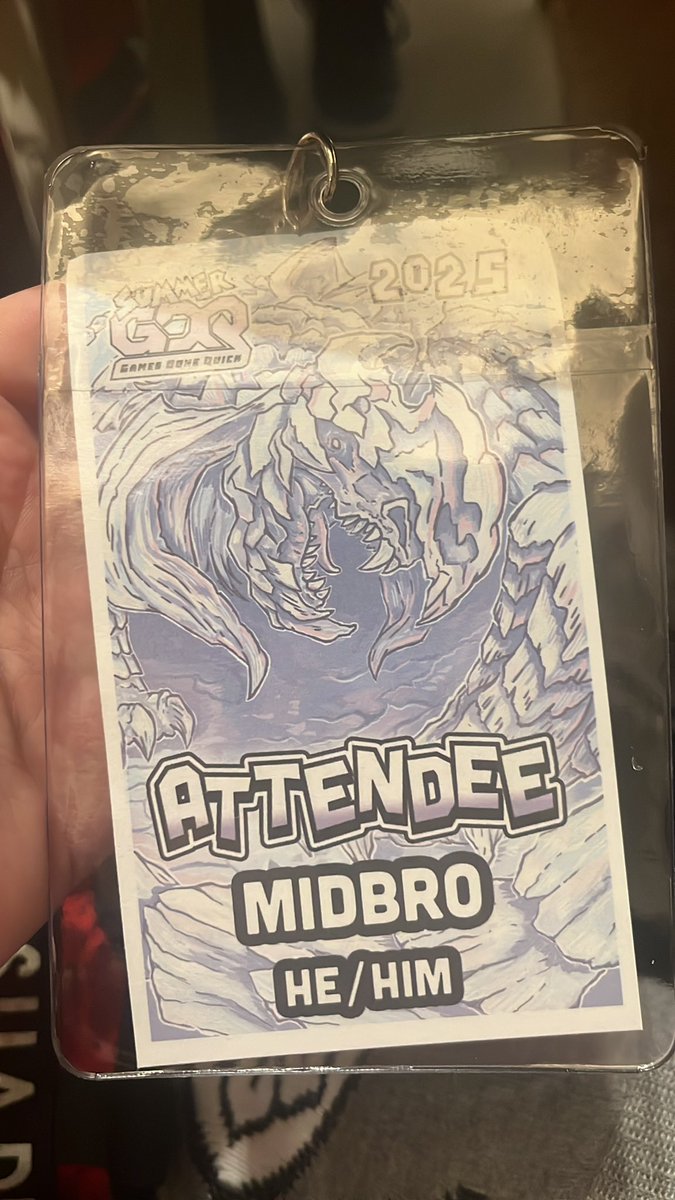 SUMMER
2025
GDQ
GAMES DONE QUICK
ATTENDEE
MIDBRO
HE/HIM